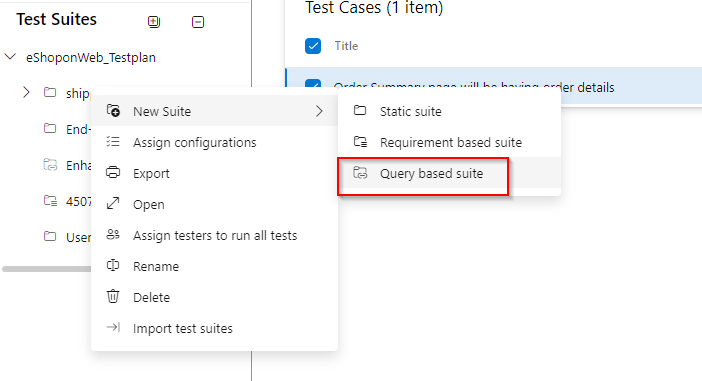 Test Suites
Test Cases (1 item)
Title
eShoponWeb_Testplan
Order Summary page will be having order details
New Suite
Static suite
End-
Assign configurations
Requirement based suite
Enha
Export
Query based suite
4507
Open
User
Assign testers to run all tests
Rename
Delete
Import test suites